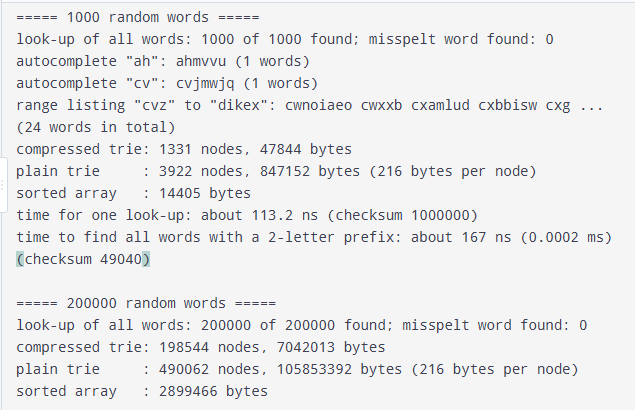 ===== 1000 random words =====
look-up of all words: 1000 of 1000 found; misspelt word found: 0
autocomplete "ah": ahmvvu (1 words)
autocomplete "cv": cvjmwjq (1 words)
range listing "cvz" to "dikex": cwnoiaeo cwxxb cxamlud cxbbisw cxg ...
(24 words in total)
compressed trie: 1331 nodes, 47844 bytes
plain trie     : 3922 nodes, 847152 bytes (216 bytes per node)
sorted array   : 14405 bytes
time for one look-up: about 113.2 ns (checksum 1000000)
time to find all words with a 2-letter prefix: about 167 ns (0.0002 ms)
(checksum 49040)
===== 200000 random words =====
look-up of all words: 200000 of 200000 found; misspelt word found: 0
compressed trie: 198544 nodes, 7042013 bytes
plain trie     : 490062 nodes, 105853392 bytes (216 bytes per node)
sorted array   : 2899466 bytes